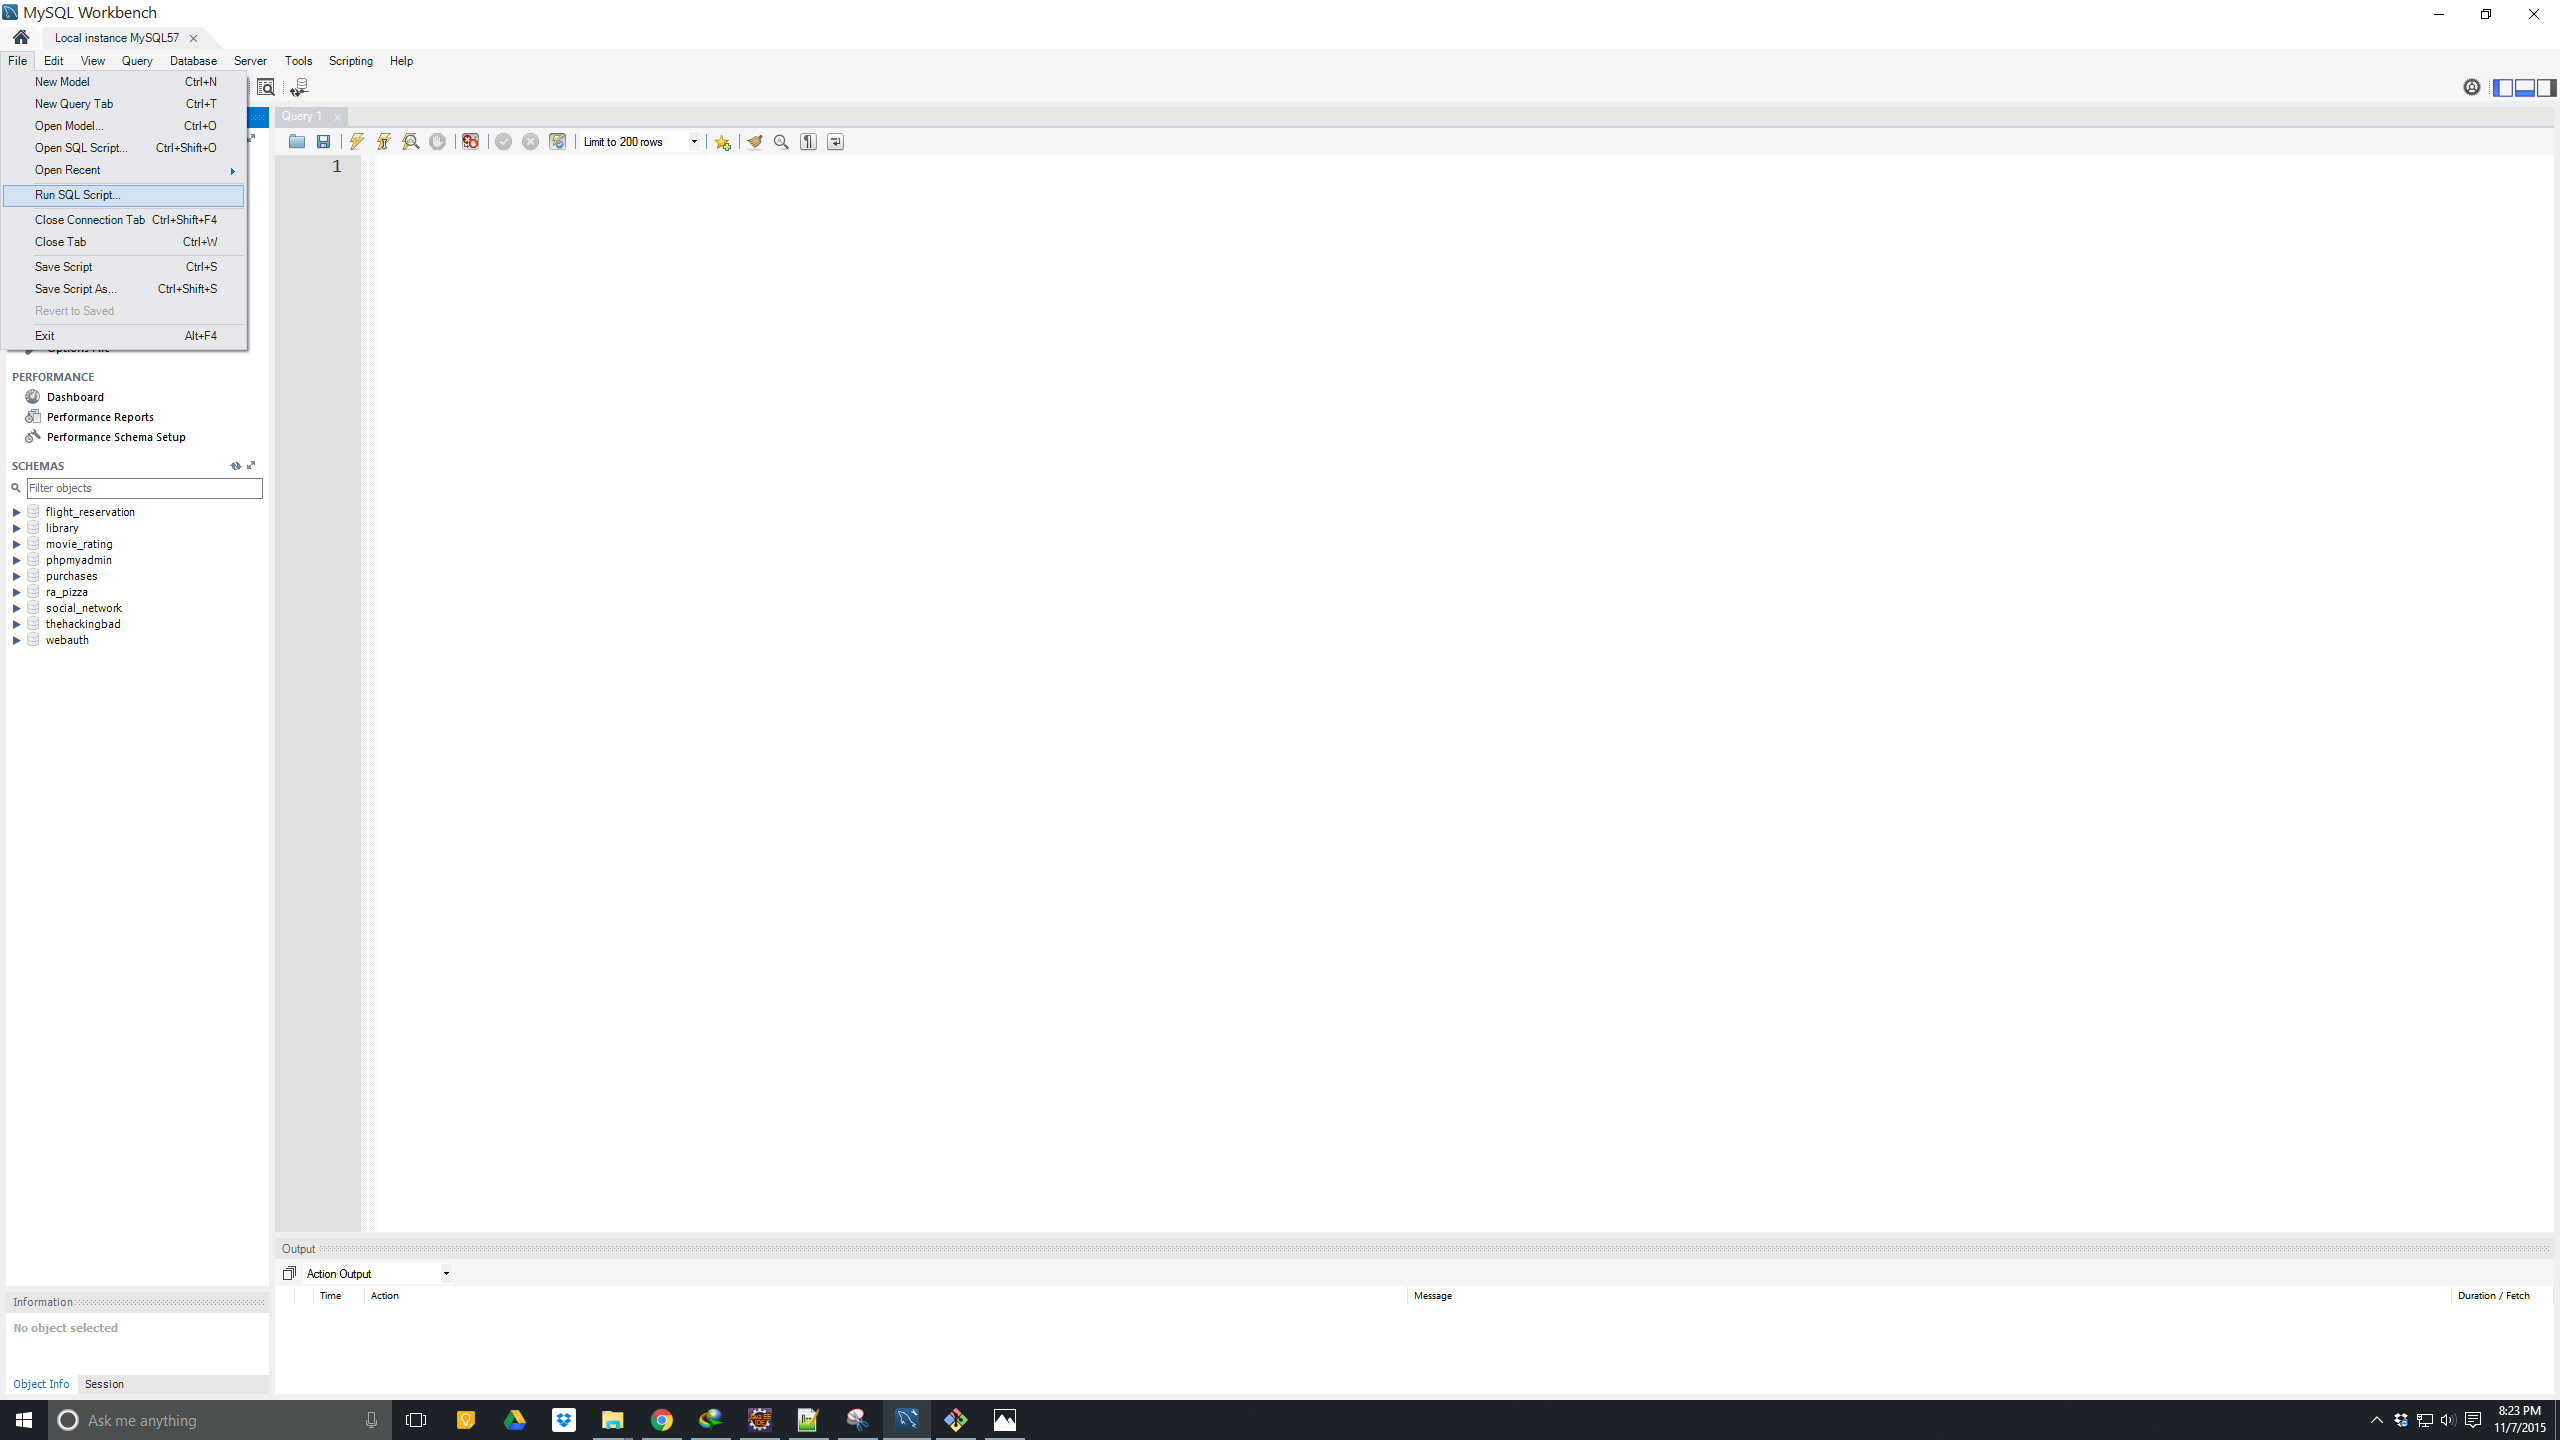 MySQL Workbench
Local instance MySQL57
File Edit View Query Database Server Tools Scripting Help
New Model Ctrl+N
New Query Tab Ctrl+T
Open Model... Ctrl+O
Open SQL Script... Ctrl+Shift+O
Open Recent
Run SQL Script...
Close Connection Tab Ctrl+Shift+F4
Close Tab Ctrl+W
Save Script Ctrl+S
Save Script As... Ctrl+Shift+S
Revert to Saved
Exit Alt+F4
Options File
PERFORMANCE
Dashboard
Performance Reports
Performance Schema Setup
SCHEMAS
Filter objects
flight_reservation
library
movie_rating
phpmyadmin
purchases
ra_pizza
social_network
thehackingbad
webauth
Query 1
Limit to 200 rows
1
Output
Action Output
Time Action Message Duration / Fetch
Information
No object selected
Object Info Session
Ask me anything
8:23 PM
11/7/2015